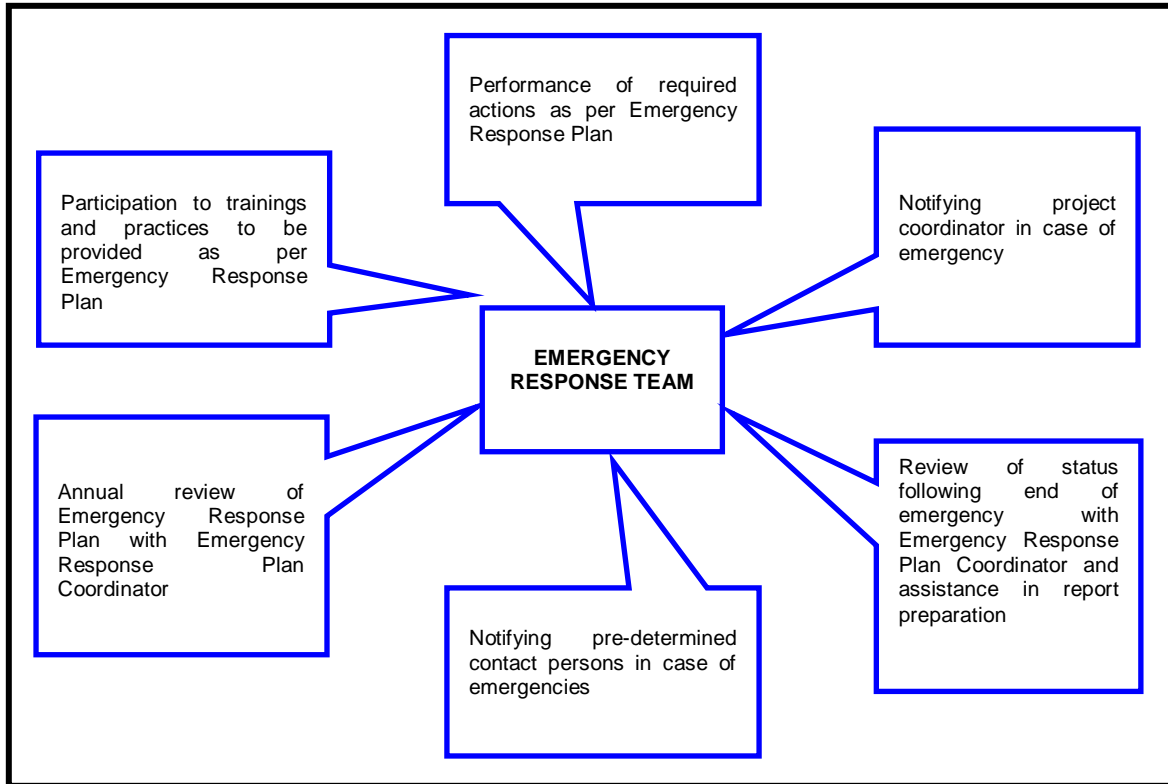 Performance of required
actions as per Emergency
Response Plan
Participation to trainings
and practices to be
provided as per
Emergency Response
Plan
Notifying project
coordinator in case of
emergency
EMERGENCY
RESPONSE TEAM
Annual review of
Emergency Response
Plan with Emergency
Response Plan
Coordinator
Review of status
following end of
emergency with
Emergency Response
Plan Coordinator and
assistance in report
preparation
Notifying pre-determined
contact persons in case of
emergencies